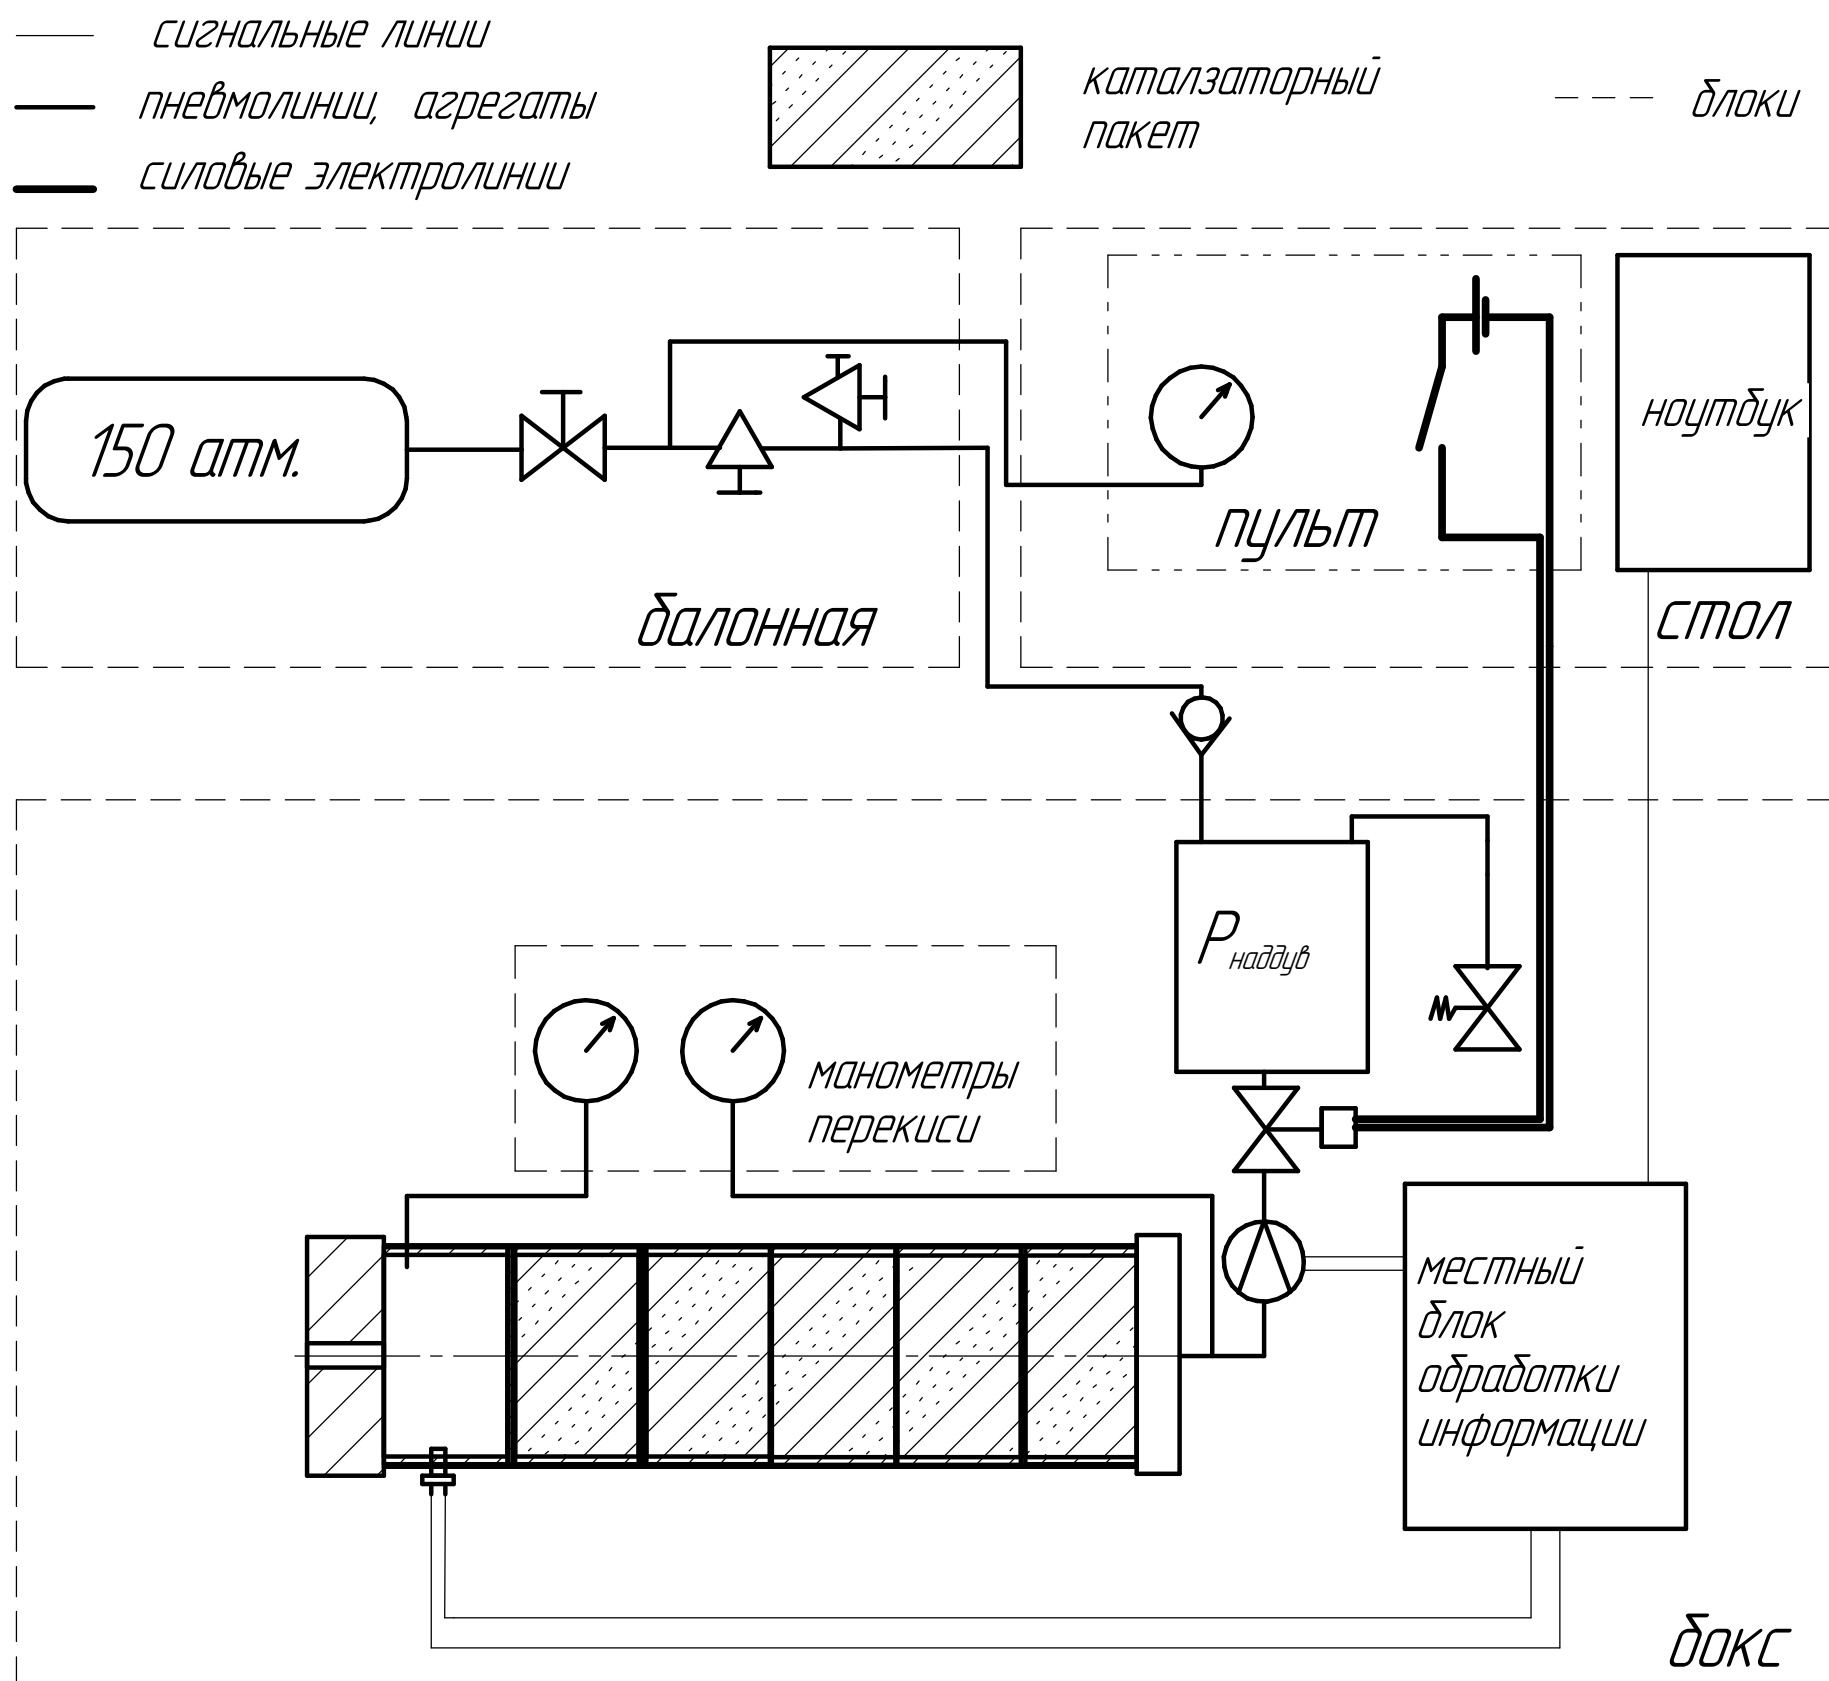 сигнальные линии
пневмолинии, агрегаты
силовые электролинии
каталзаторный
пакет
блоки
150 атм.
балонная
пульт
ноутбук
стол
Pнаддув
манометры
перекиси
местный
блок
обработки
информации
бокс